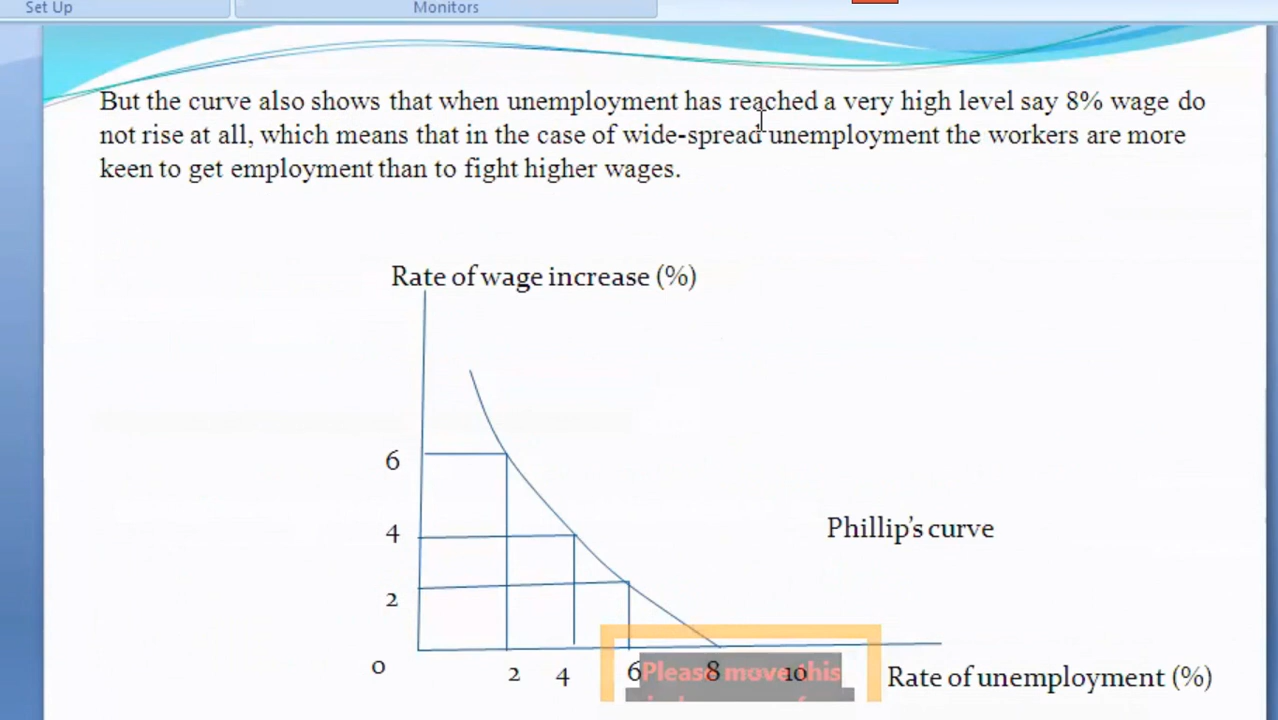 Set Up
Monitors
But the curve also shows that when unemployment has reached a very high level say 8% wage do
not rise at all, which means that in the case of wide-spread unemployment the workers are more
keen to get employment than to fight higher wages.
Rate of wage increase (%)
6
4
Phillip's curve
2
0
2 4 6 8 10
Please move this
Rate of unemployment (%)